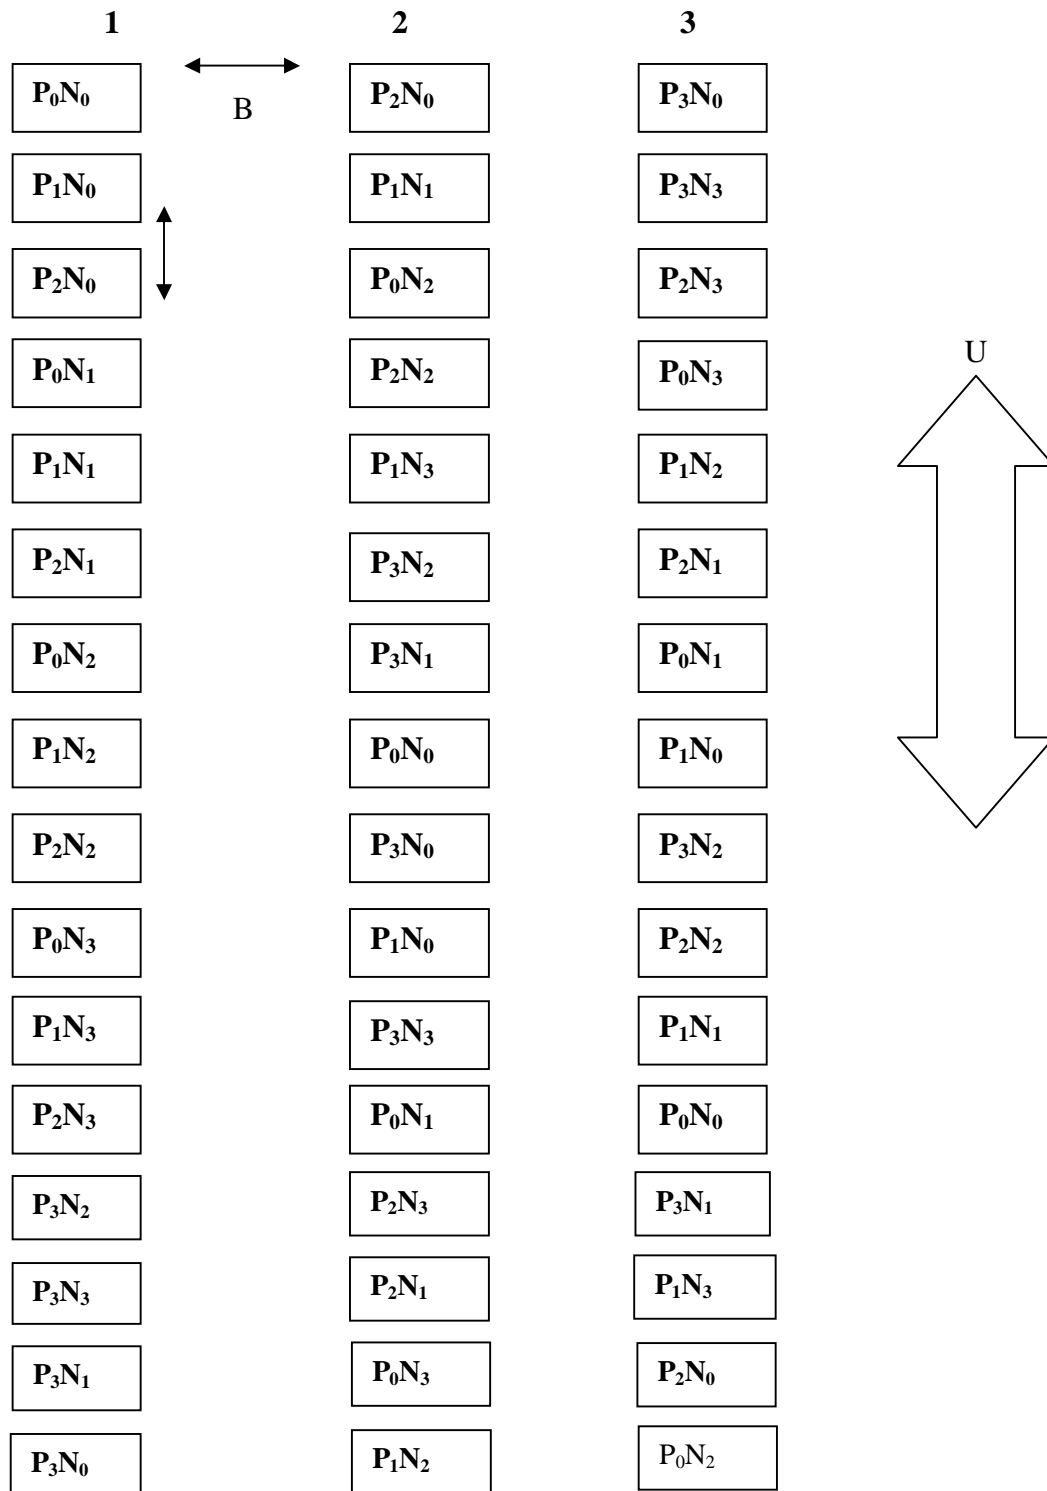 1 2 3
P₀N₀ B P₂N₀ P₃N₀
P₁N₀ P₁N₁ P₃N₃
P₂N₀ P₀N₂ P₂N₃
P₀N₁ P₂N₂ P₀N₃ U
P₁N₁ P₁N₃ P₁N₂
P₂N₁ P₃N₂ P₂N₁
P₀N₂ P₃N₁ P₀N₁
P₁N₂ P₀N₀ P₁N₀
P₂N₂ P₃N₀ P₃N₂
P₀N₃ P₁N₀ P₂N₂
P₁N₃ P₃N₃ P₁N₁
P₂N₃ P₀N₁ P₀N₀
P₃N₂ P₂N₃ P₃N₁
P₃N₃ P₂N₁ P₁N₃
P₃N₁ P₀N₃ P₂N₀
P₃N₀ P₁N₂ P₀N₂